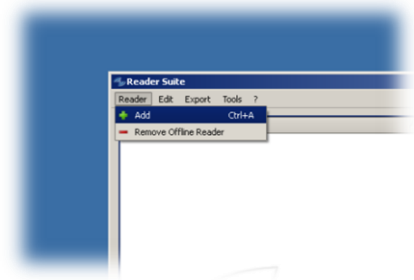 Reader Suite
Reader Edit Export Tools ?
Add Ctrl+A
Remove Offline Reader